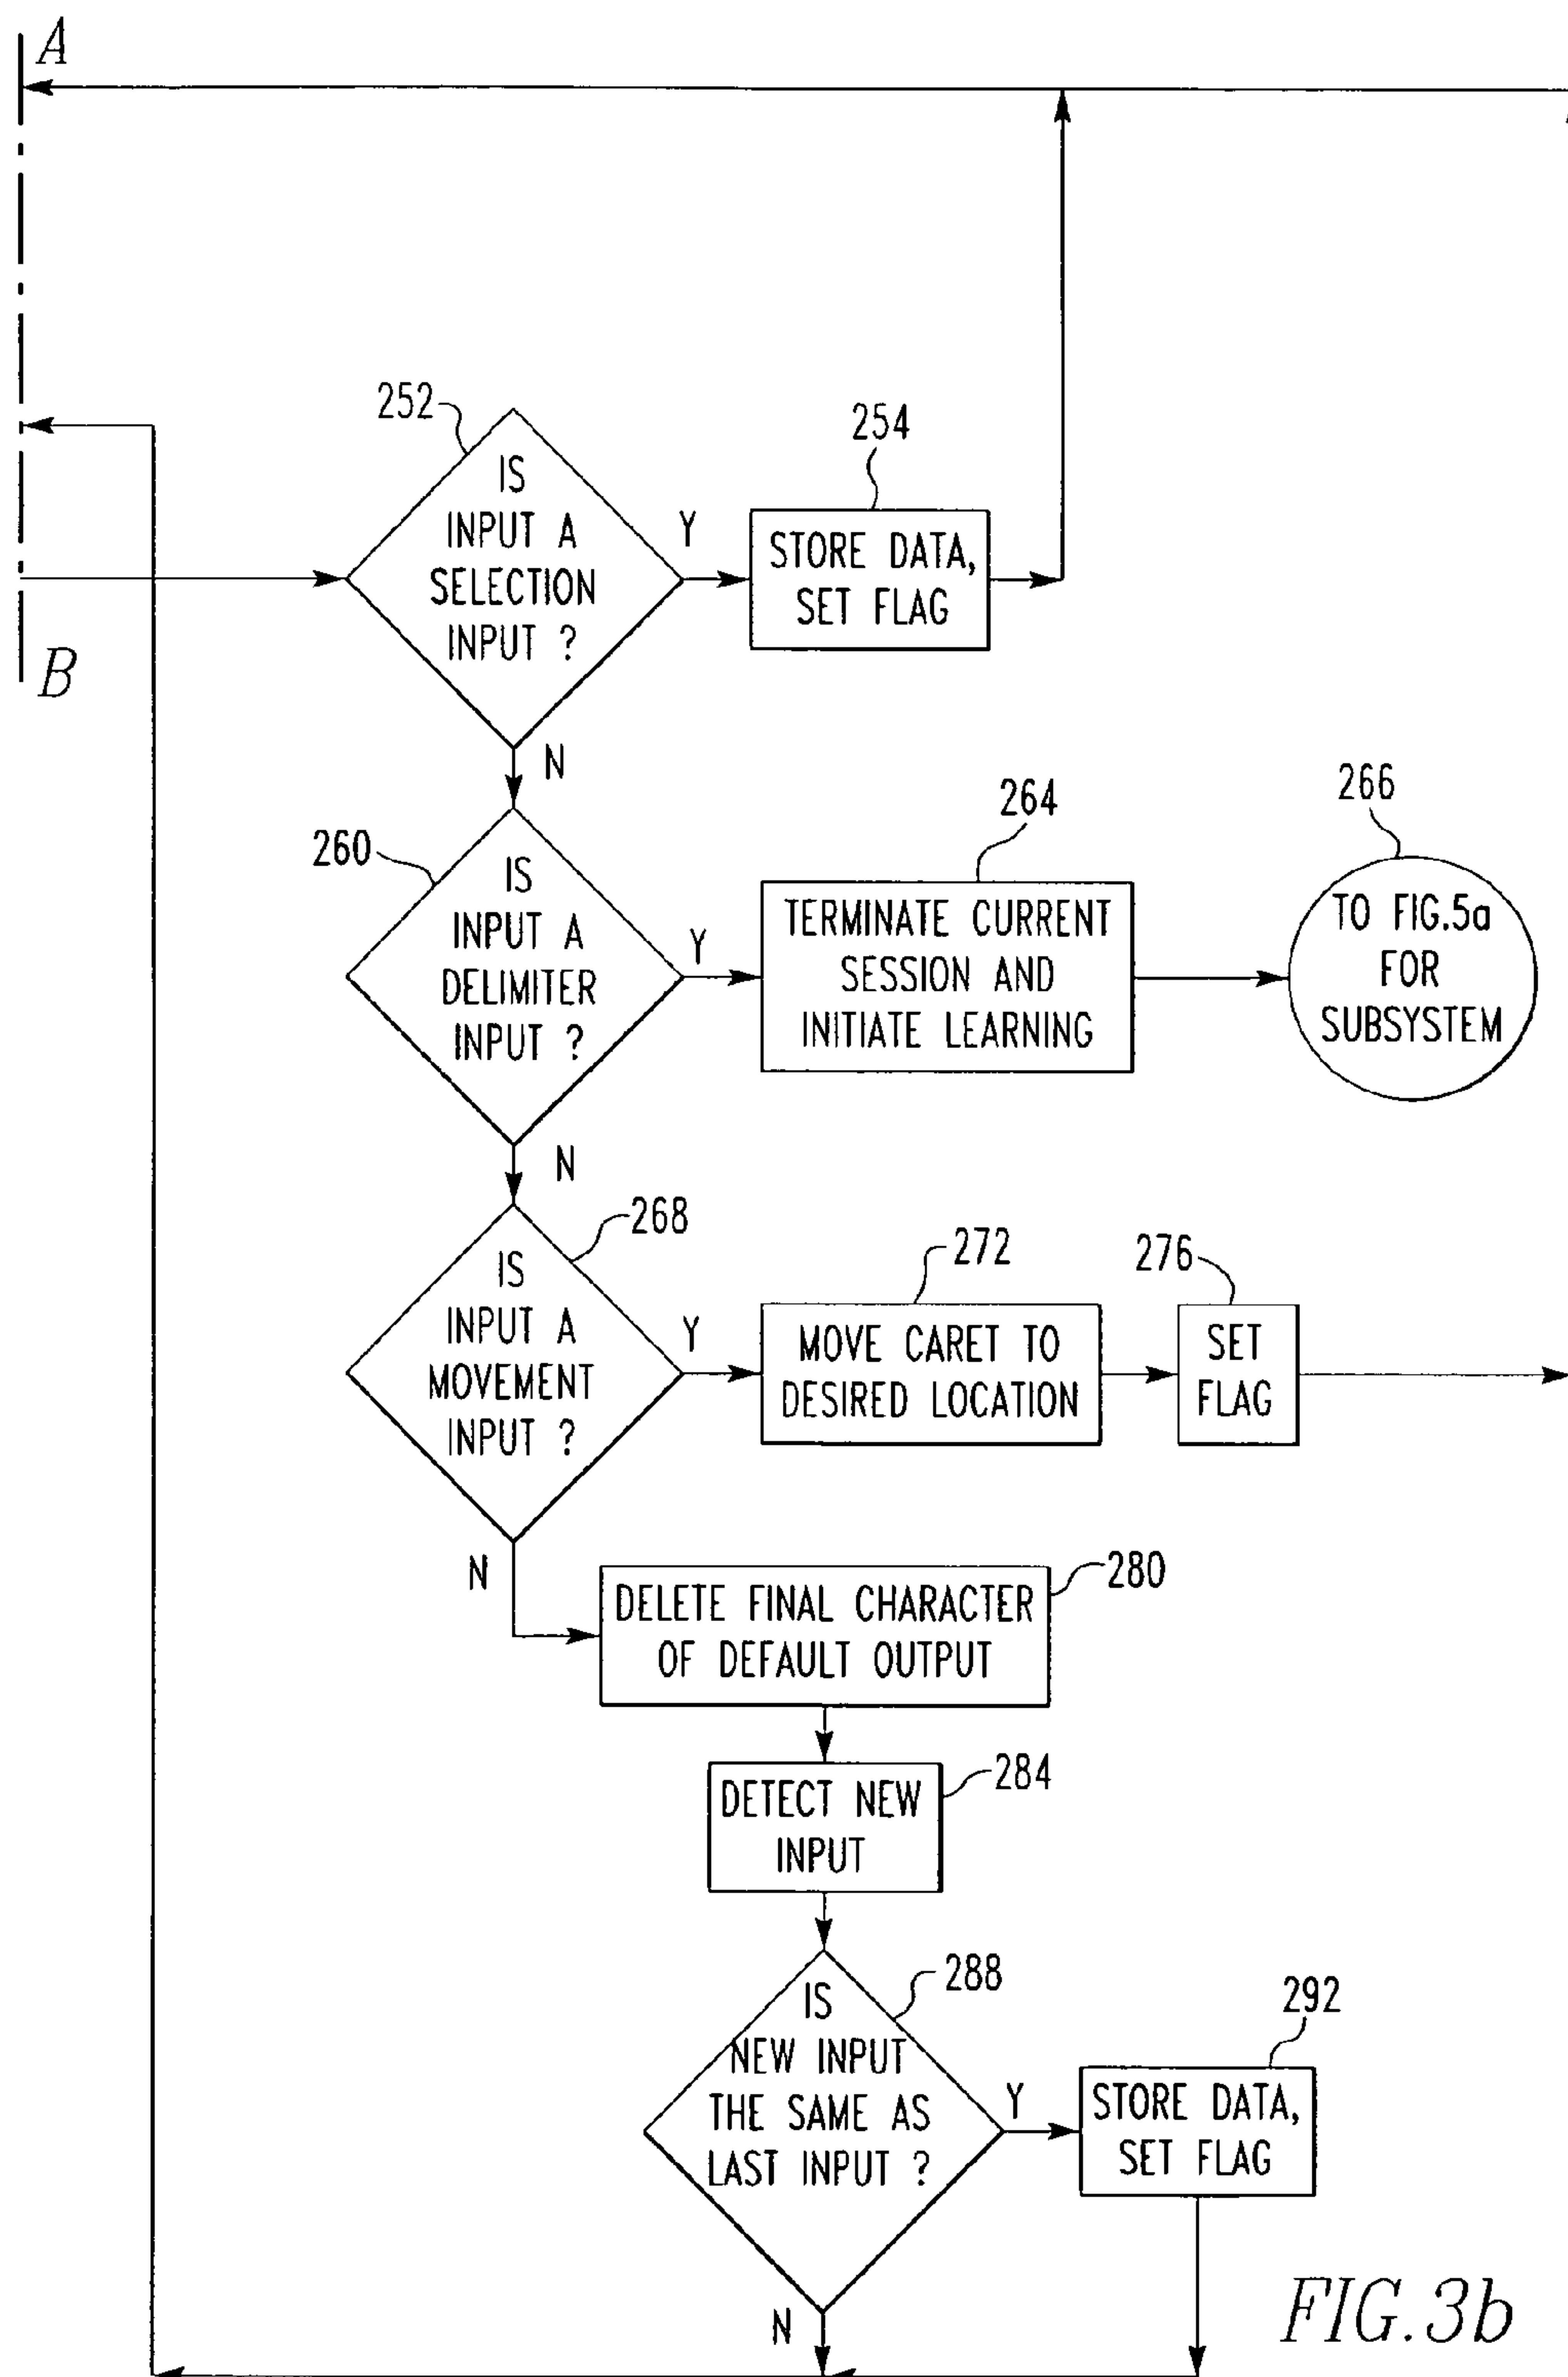 A
252
IS
INPUT A
SELECTION
INPUT ?
Y
254
STORE DATA,
SET FLAG
B
N
260
IS
INPUT A
DELIMITER
INPUT ?
Y
264
TERMINATE CURRENT
SESSION AND
INITIATE LEARNING
266
TO FIG.5a
FOR
SUBSYSTEM
N
268
IS
INPUT A
MOVEMENT
INPUT ?
Y
272
MOVE CARET TO
DESIRED LOCATION
276
SET
FLAG
N
280
DELETE FINAL CHARACTER
OF DEFAULT OUTPUT
284
DETECT NEW
INPUT
288
IS
NEW INPUT
THE SAME AS
LAST INPUT ?
Y
292
STORE DATA,
SET FLAG
N
FIG.3b